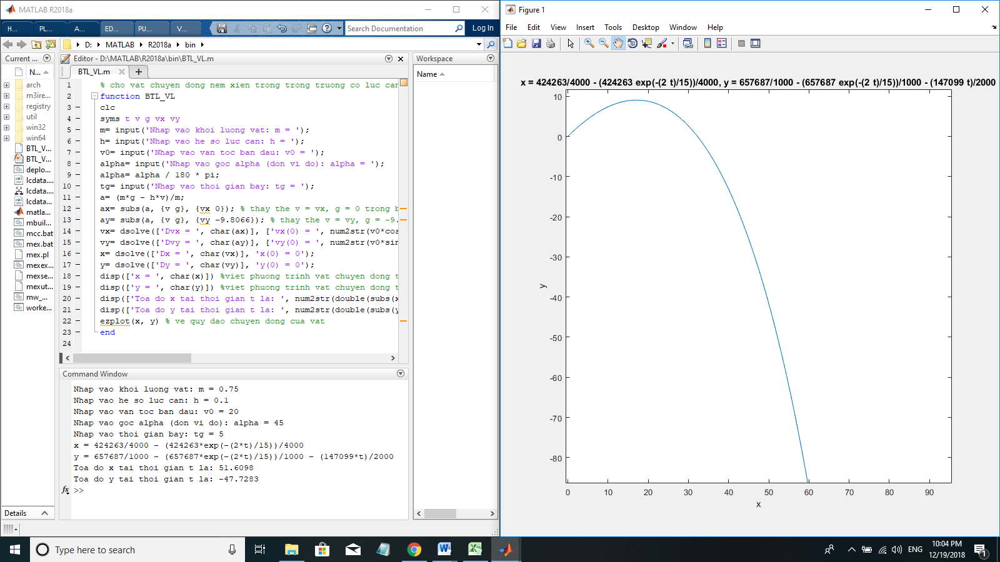 MATLAB R2018a
H...
PL...
A...
ED...
PU...
V...
Search Documentation
Log In
D: MATLAB R2018a bin
Current ...
N...
arch
m3ire...
registry
util
win32
win64
BTL_V...
BTL_V...
deplo...
lcdata....
lcdata....
lcdata....
matla...
mbuil...
mcc.bat
mex.bat
mex.pl
mexex...
mexse...
mexut...
mw_...
worke...
Details
Editor - D:\MATLAB\R2018a\bin\BTL_VL.m
BTL_VL.m
1 % cho vat chuyen dong nem xien trong trong truong co luc can
2 function BTL_VL
3 clc
4 syms t v g vx vy
5 m= input('Nhap vao khoi luong vat: m = ');
6 h= input('Nhap vao he so luc can: h = ');
7 v0= input('Nhap vao van toc ban dau: v0 = ');
8 alpha= input('Nhap vao goc alpha (don vi do): alpha = ');
9 alpha= alpha / 180 * pi;
10 tg= input('Nhap vao thoi gian bay: tg = ');
11 a= (m*g - h*v)/m;
12 ax= subs(a, {v g}, {vx 0}); % thay the v = vx, g = 0 trong b
13 ay= subs(a, {v g}, {vy -9.8066}); % thay the v = vy, g = -9.
14 vx= dsolve(['Dvx = ', char(ax)], ['vx(0) = ', num2str(v0*cos
15 vy= dsolve(['Dvy = ', char(ay)], ['vy(0) = ', num2str(v0*sin
16 x= dsolve(['Dx = ', char(vx)], 'x(0) = 0');
17 y= dsolve(['Dy = ', char(vy)], 'y(0) = 0');
18 disp(['x = ', char(x)]) %viet phuong trinh vat chuyen dong t
19 disp(['y = ', char(y)]) %viet phuong trinh vat chuyen dong t
20 disp(['Toa do x tai thoi gian t la: ', num2str(double(subs(x
21 disp(['Toa do y tai thoi gian t la: ', num2str(double(subs(y
22 ezplot(x, y) % ve quy dao chuyen dong cua vat
23 end
24
Command Window
Nhap vao khoi luong vat: m = 0.75
Nhap vao he so luc can: h = 0.1
Nhap vao van toc ban dau: v0 = 20
Nhap vao goc alpha (don vi do): alpha = 45
Nhap vao thoi gian bay: tg = 5
x = 424263/4000 - (424263*exp(-(2*t)/15))/4000
y = 657687/1000 - (657687*exp(-(2*t)/15))/1000 - (147099*t)/2000
Toa do x tai thoi gian t la: 51.6098
Toa do y tai thoi gian t la: -47.7283
fx >>
Workspace
Name
Figure 1
File Edit View Insert Tools Desktop Window Help
x = 424263/4000 - (424263 exp(-(2 t)/15))/4000, y = 657687/1000 - (657687 exp(-(2 t)/15))/1000 - (147099 t)/2000
10
0
-10
-20
-30
-40
-50
-60
-70
-80
y
0 10 20 30 40 50 60 70 80 90
x
Type here to search
ENG
10:04 PM
12/19/2018
1